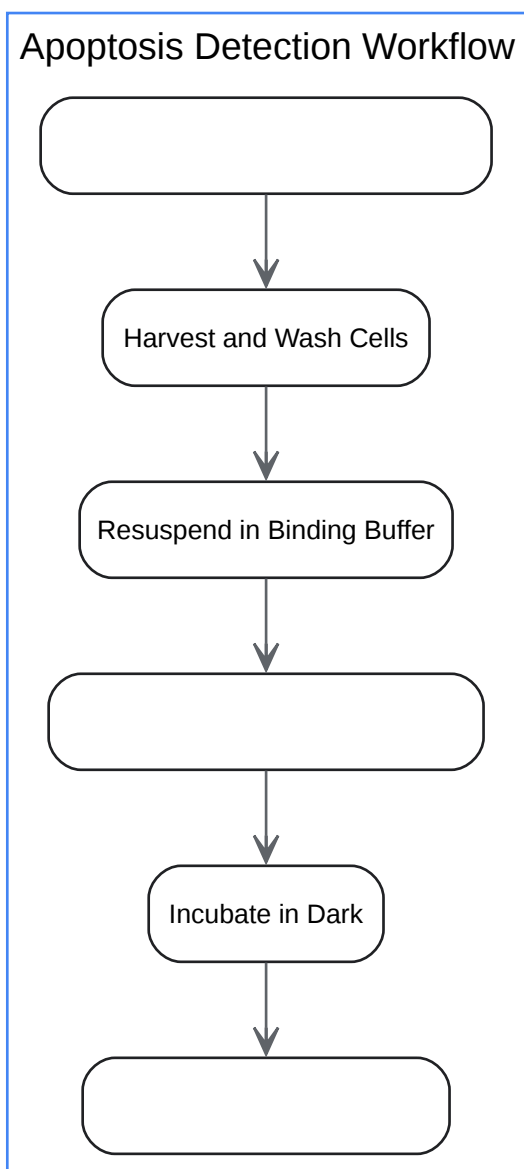 Apoptosis Detection Workflow
Harvest and Wash Cells
Resuspend in Binding Buffer
Incubate in Dark